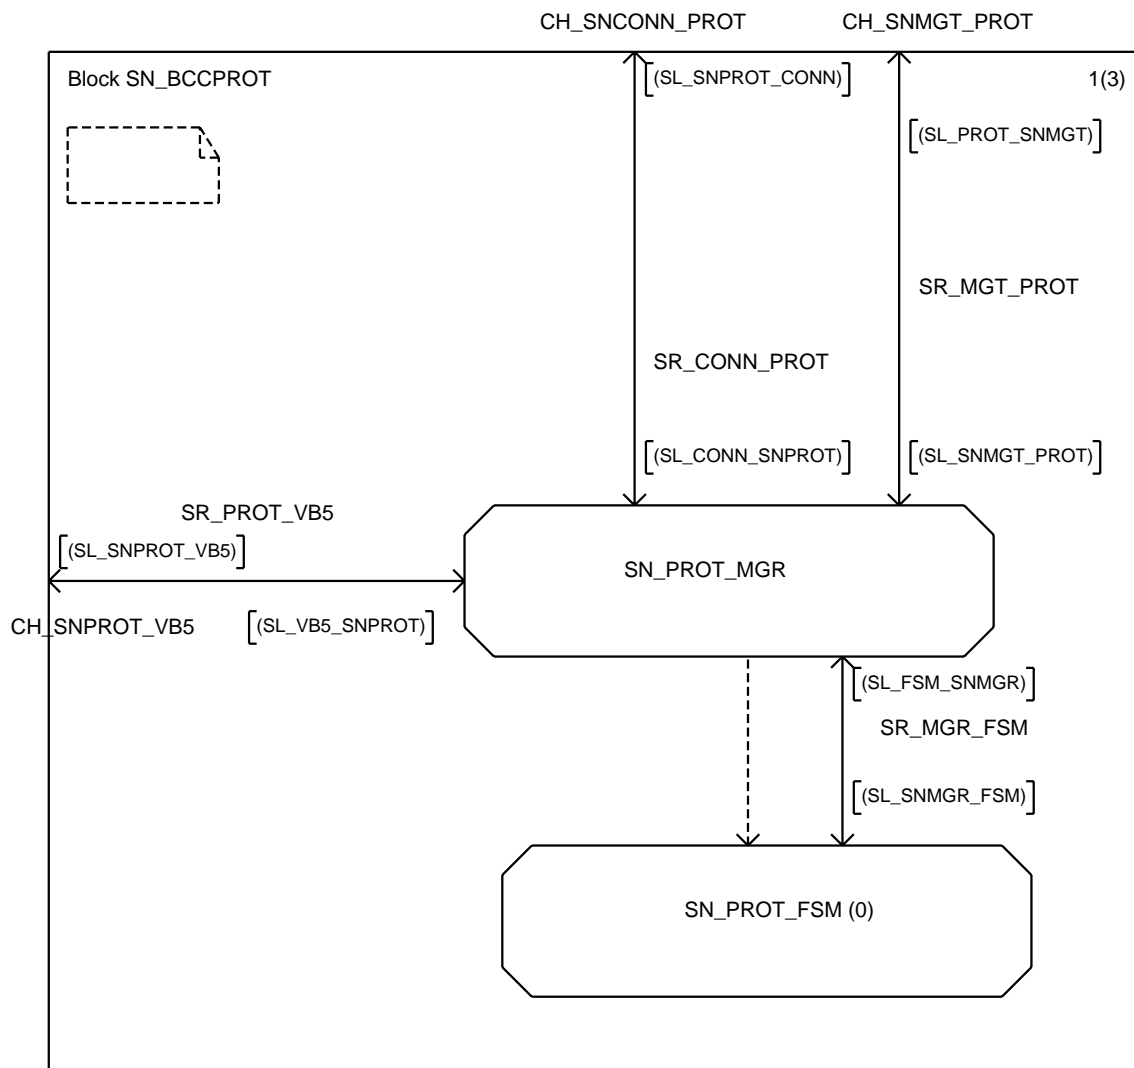 CH_SNCONN_PROT
CH_SNMGT_PROT
Block SN_BCCPROT
(SL_SNPROT_CONN)
1(3)
(SL_PROT_SNMGT)
SR_MGT_PROT
SR_CONN_PROT
(SL_CONN_SNPROT)
(SL_SNMGT_PROT)
SR_PROT_VB5
(SL_SNPROT_VB5)
SN_PROT_MGR
CH_SNPROT_VB5
(SL_VB5_SNPROT)
(SL_FSM_SNMGR)
SR_MGR_FSM
(SL_SNMGR_FSM)
SN_PROT_FSM (0)